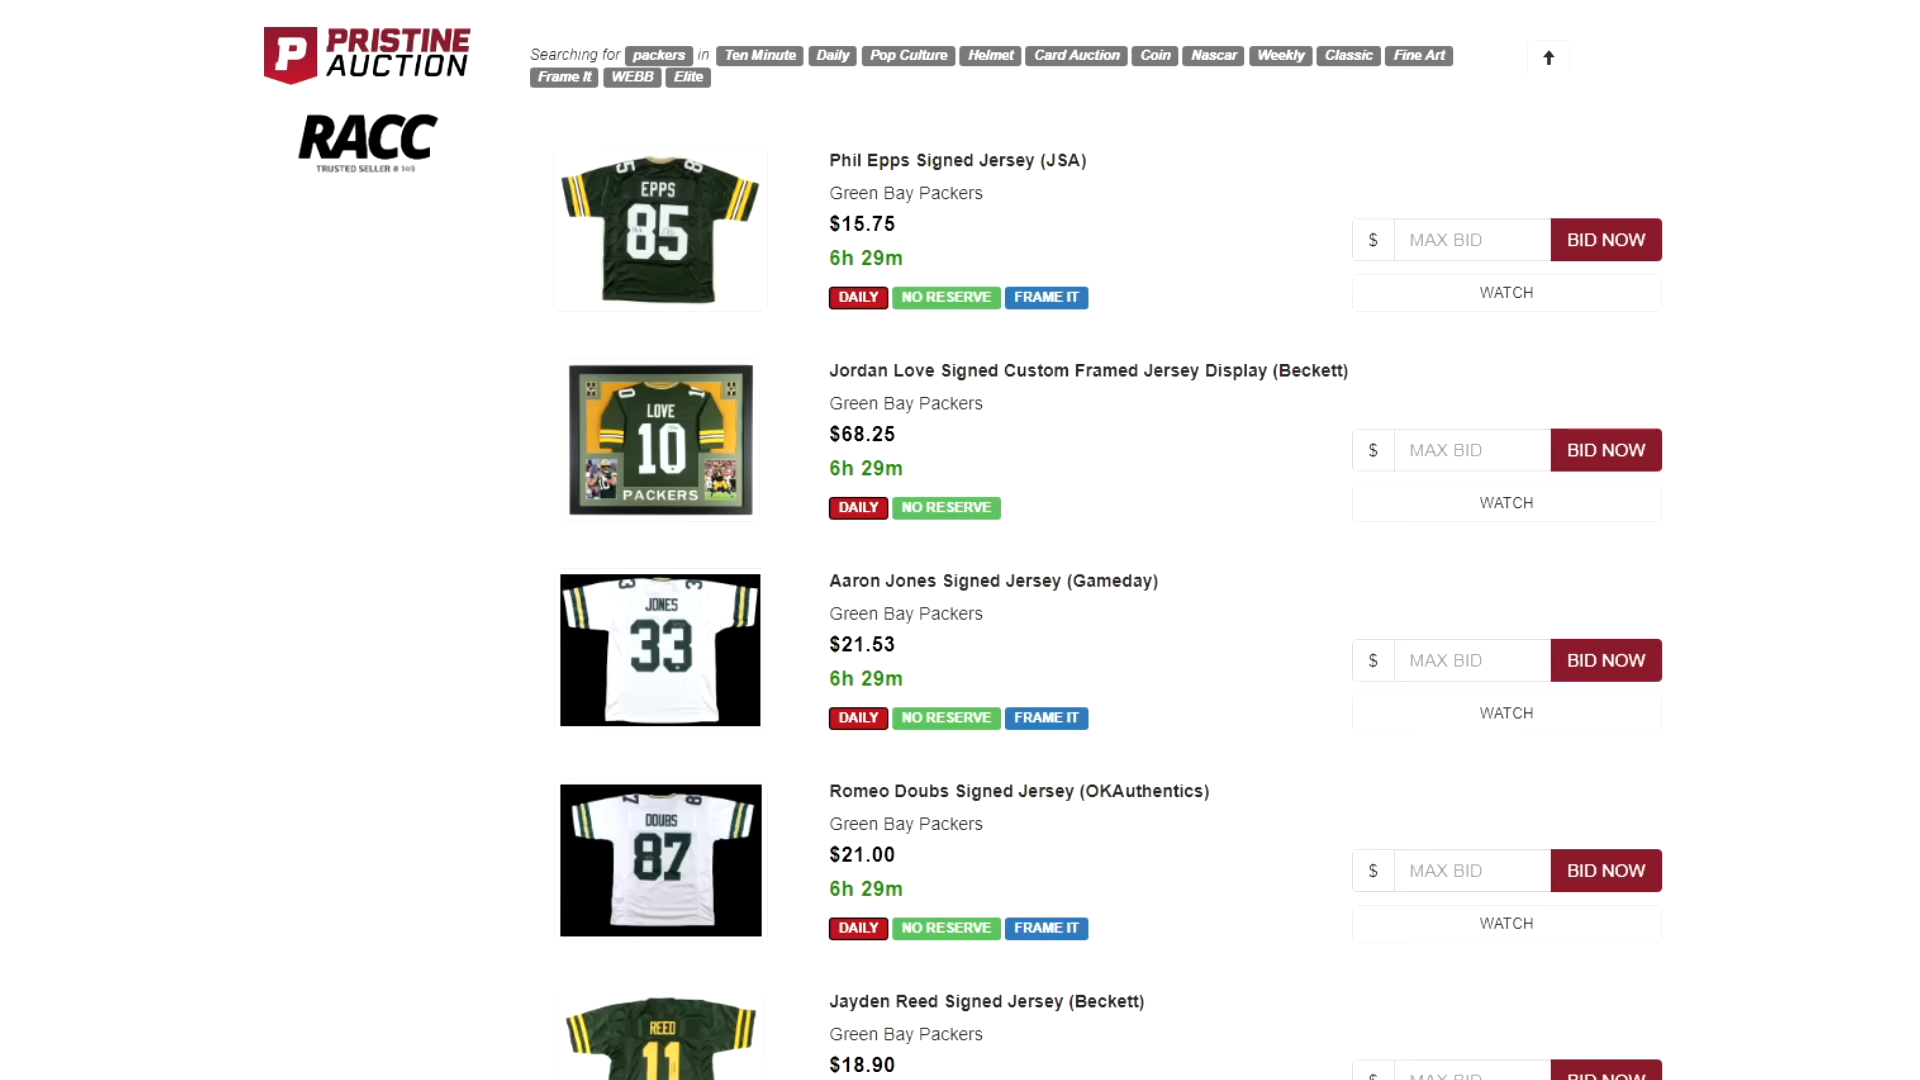 PRISTINE
AUCTION
RACC
TRUSTED SELLER # 149
Searching for packers in Ten Minute Daily Pop Culture Helmet Card Auction Coin Nascar Weekly Classic Fine Art
Frame It WEBB Elite
Phil Epps Signed Jersey (JSA)
Green Bay Packers
$15.75
6h 29m
DAILY NO RESERVE FRAME IT
$ MAX BID BID NOW
WATCH
EPPS
85
Jordan Love Signed Custom Framed Jersey Display (Beckett)
Green Bay Packers
$68.25
6h 29m
DAILY NO RESERVE
$ MAX BID BID NOW
WATCH
LOVE
10
PACKERS
Aaron Jones Signed Jersey (Gameday)
Green Bay Packers
$21.53
6h 29m
DAILY NO RESERVE FRAME IT
$ MAX BID BID NOW
WATCH
JONES
33
Romeo Doubs Signed Jersey (OKAuthentics)
Green Bay Packers
$21.00
6h 29m
DAILY NO RESERVE FRAME IT
$ MAX BID BID NOW
WATCH
DOUBS
87
Jayden Reed Signed Jersey (Beckett)
Green Bay Packers
$18.90
$ MAX BID BID NOW
REED
11